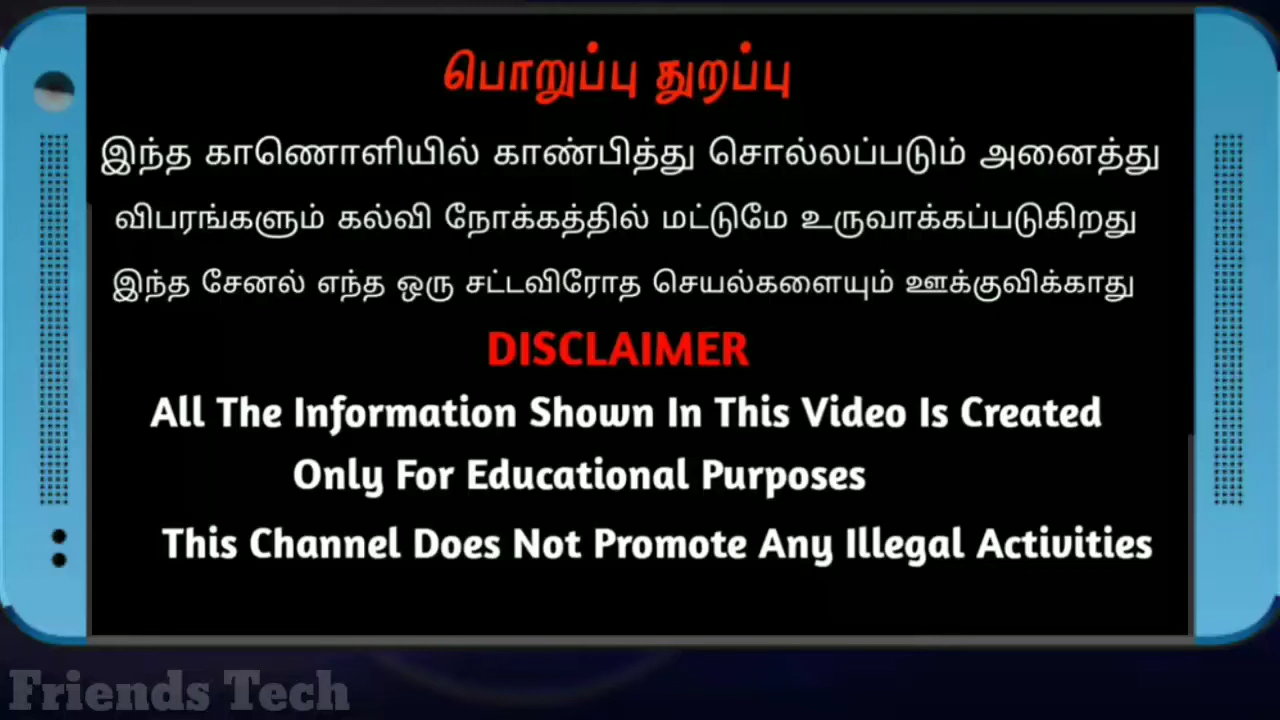 பொறுப்பு துறப்பு
இந்த காணொளியில் காண்பித்து சொல்லப்படும் அனைத்து
விபரங்களும் கல்வி நோக்கத்தில் மட்டுமே உருவாக்கப்படுகிறது
இந்த சேனல் எந்த ஒரு சட்டவிரோத செயல்களையும் ஊக்குவிக்காது
DISCLAIMER
All The Information Shown In This Video Is Created
Only For Educational Purposes
This Channel Does Not Promote Any Illegal Activities
Friends Tech